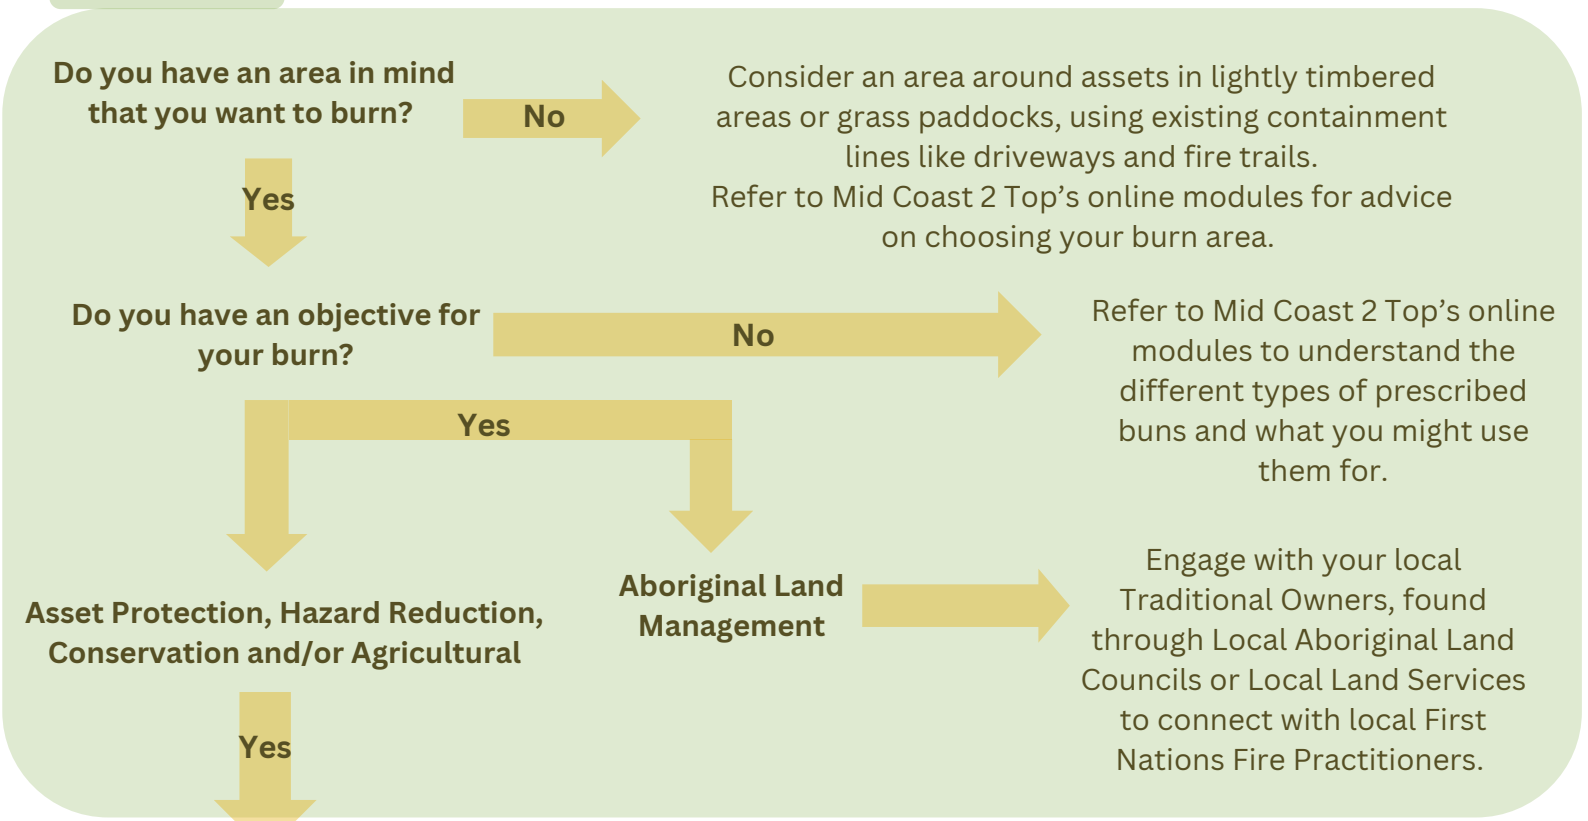 Do you have an area in mind
that you want to burn?
No
Consider an area around assets in lightly timbered
areas or grass paddocks, using existing containment
lines like driveways and fire trails.
Refer to Mid Coast 2 Top’s online modules for advice
on choosing your burn area.
Yes
Do you have an objective for
your burn?
No
Refer to Mid Coast 2 Top’s online
modules to understand the
different types of prescribed
buns and what you might use
them for.
Yes
Asset Protection, Hazard Reduction,
Conservation and/or Agricultural
Aboriginal Land
Management
Engage with your local
Traditional Owners, found
through Local Aboriginal Land
Councils or Local Land Services
to connect with local First
Nations Fire Practitioners.
Yes